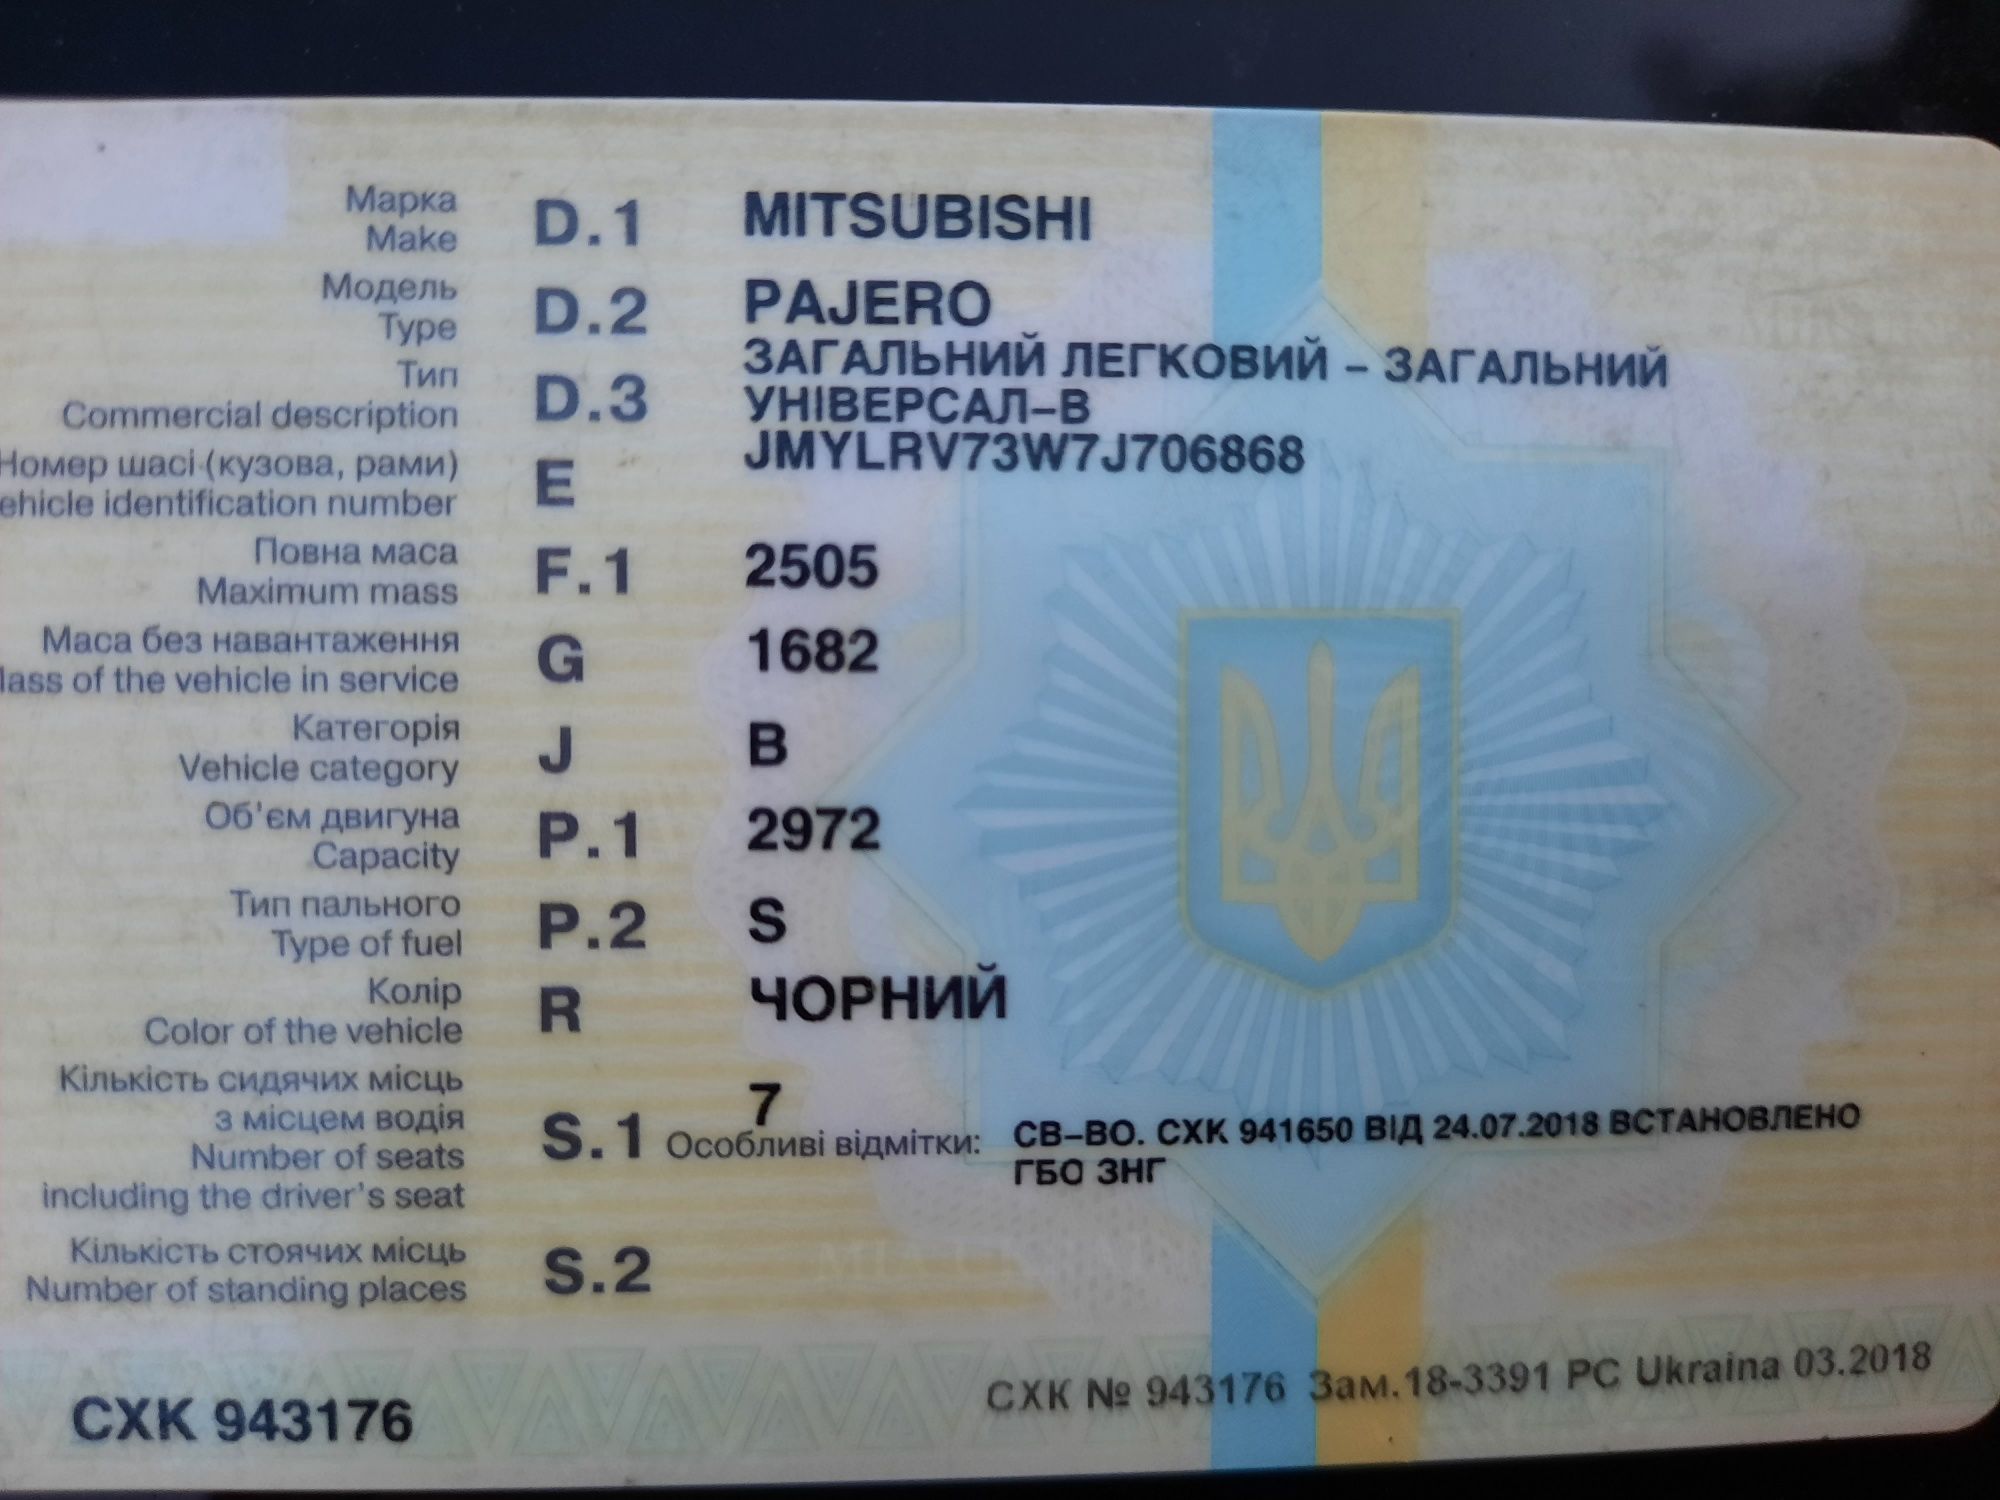 Марка
Make
D.1
MITSUBISHI
Модель
Type
D.2
PAJERO
Тип
Commercial description
D.3
ЗАГАЛЬНИЙ ЛЕГКОВИЙ – ЗАГАЛЬНИЙ
УНІВЕРСАЛ–В
Номер шасі (кузова, рами)
ehicle identification number
E
JMYLRV73W7J706868
Повна маса
Maximum mass
F.1
2505
Маса без навантаження
ass of the vehicle in service
G
1682
Категорія
Vehicle category
J
B
Об'єм двигуна
Capacity
P.1
2972
Тип пального
Type of fuel
P.2
S
Колір
Color of the vehicle
R
ЧОРНИЙ
Кількість сидячих місць
з місцем водія
Number of seats
including the driver's seat
S.1
7
Особливі відмітки:
СВ–ВО. СХК 941650 ВІД 24.07.2018 ВСТАНОВЛЕНО
ГБО ЗНГ
Кількість стоячих місць
Number of standing places
S.2
СХК 943176
СХК № 943176 Зам.18-3391 РС Ukraina 03.2018